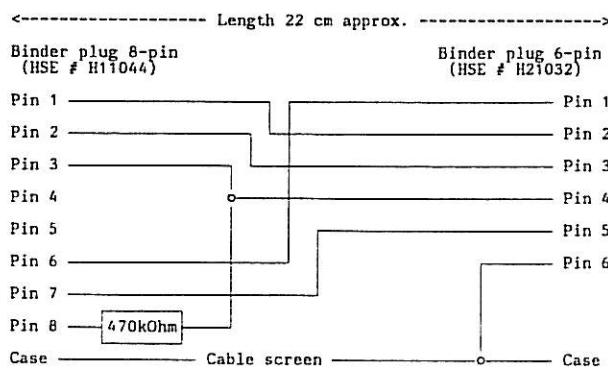 <---------------- Length 22 cm approx. ---------------->
Binder plug 8-pin Binder plug 6-pin
(HSE # H11044) (HSE # H21032)
Pin 1 Pin 1
Pin 2 Pin 2
Pin 3 Pin 3
Pin 4 Pin 4
Pin 5 Pin 5
Pin 6 Pin 6
Pin 7
Pin 8 470kOhm
Case Cable screen Case